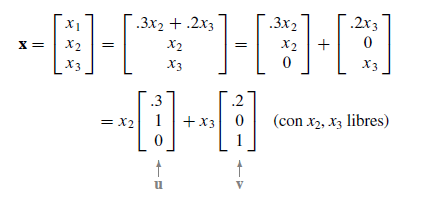 x = [x₁ x₂ x₃] = [.3x₂ + .2x₃ x₂ x₃] = [.3x₂ x₂ 0] + [.2x₃ 0 x₃]
= x₂ [.3 1 0] + x₃ [.2 0 1] (con x₂, x₃ libres)
↑ ↑
u v